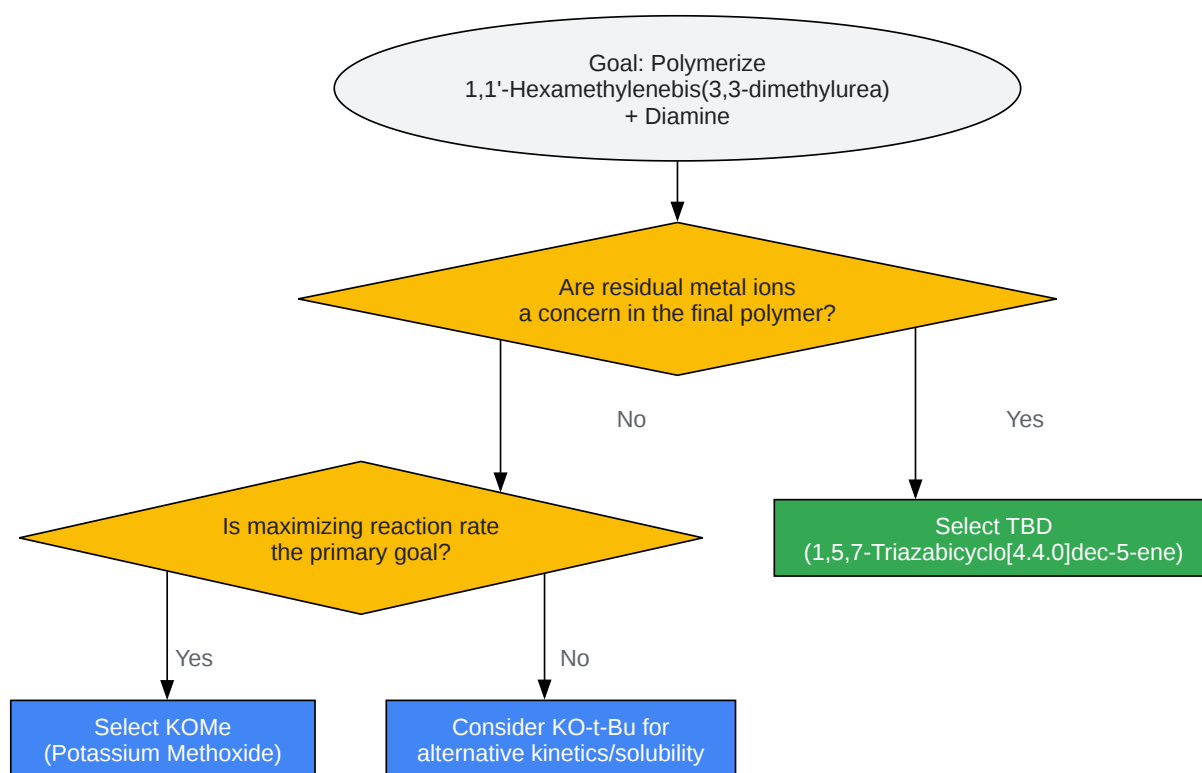 Goal: Polymerize
1,1'-Hexamethylenebis(3,3-dimethylurea)
+ Diamine
Are residual metal ions
a concern in the final polymer?
No
Yes
Is maximizing reaction rate
the primary goal?
Select TBD
(1,5,7-Triazabicyclo[4.4.0]dec-5-ene)
Yes
No
Select KOMe
(Potassium Methoxide)
Consider KO-t-Bu for
alternative kinetics/solubility